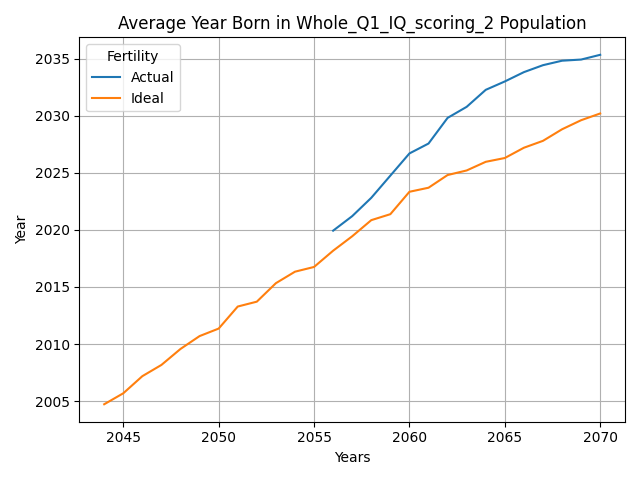 Average Year Born in Whole_Q1_IQ_scoring_2 Population
Fertility
Actual
Ideal
Year
2035
2030
2025
2020
2015
2010
2005
2045 2050 2055 2060 2065 2070
Years